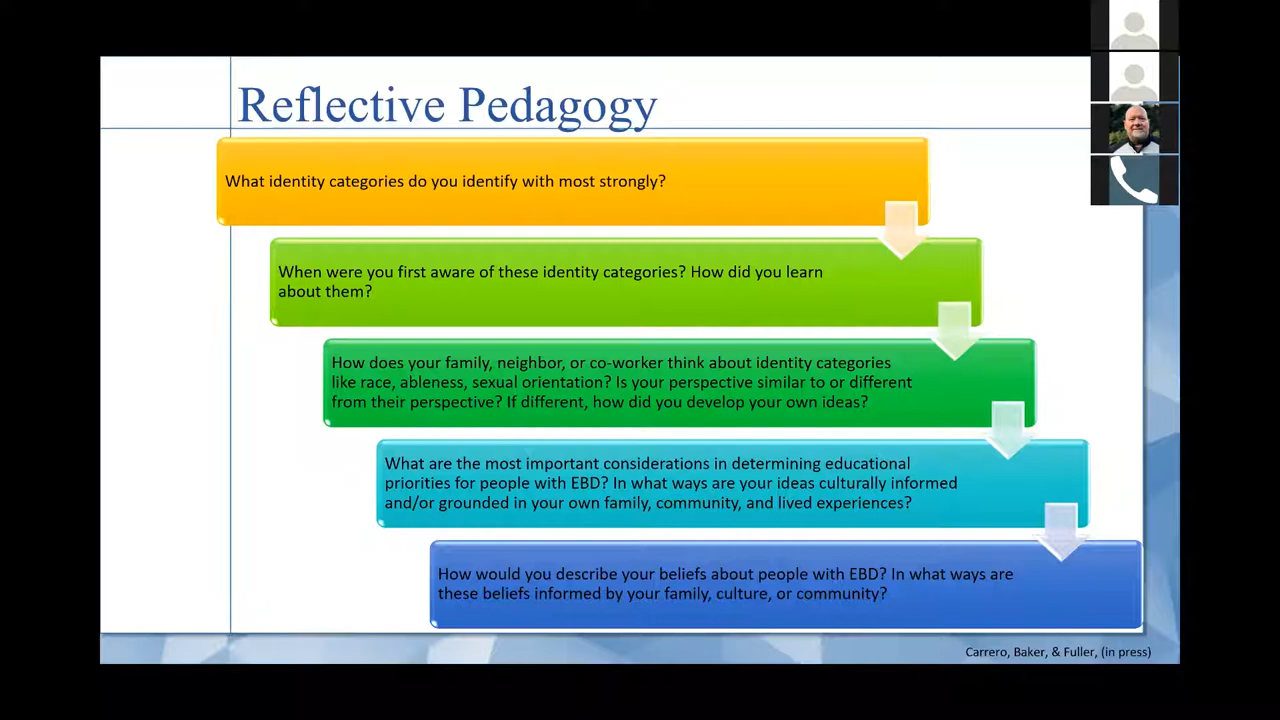 Reflective Pedagogy
What identity categories do you identify with most strongly?
When were you first aware of these identity categories? How did you learn
about them?
How does your family, neighbor, or co-worker think about identity categories
like race, ableness, sexual orientation? Is your perspective similar to or different
from their perspective? If different, how did you develop your own ideas?
What are the most important considerations in determining educational
priorities for people with EBD? In what ways are your ideas culturally informed
and/or grounded in your own family, community, and lived experiences?
How would you describe your beliefs about people with EBD? In what ways are
these beliefs informed by your family, culture, or community?
Carrero, Baker, & Fuller, (in press)